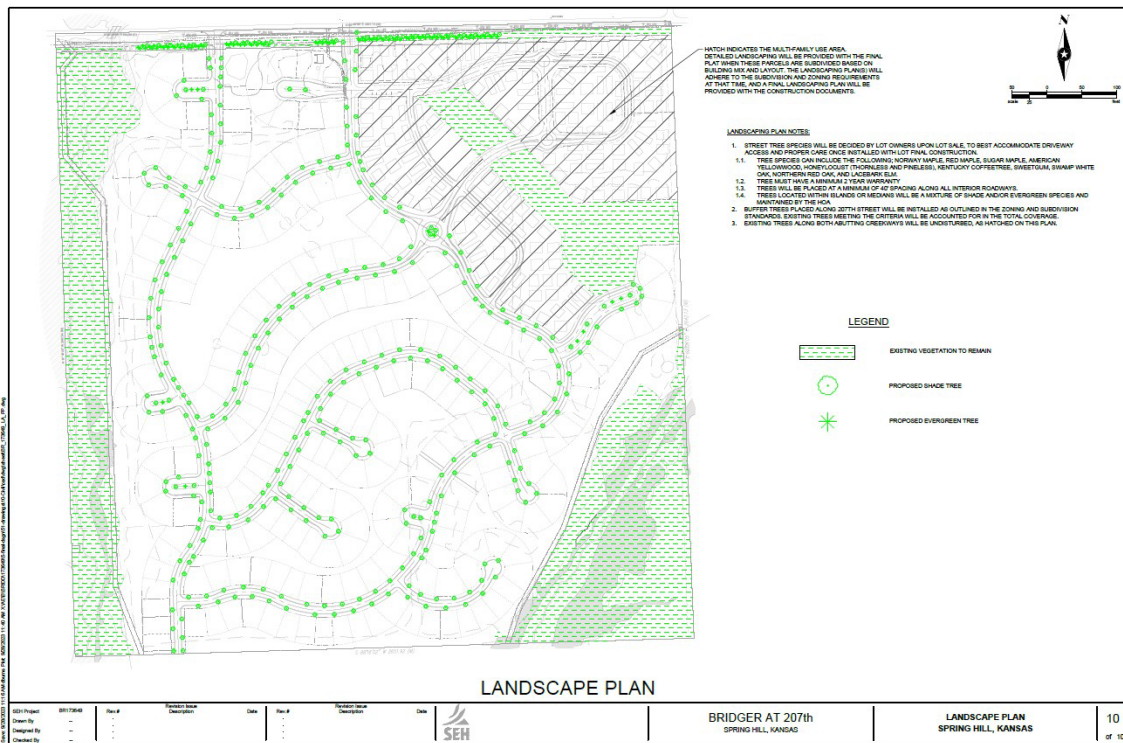 N
HATCH INDICATES THE MULTI-FAMILY USE AREA.
DETAILED LANDSCAPING WILL BE PROVIDED WITH THE FINAL
PLAT WHEN THESE PARCELS ARE SUBDIVIDED BASED ON
BUILDING MIX AND LAYOUT. THE LANDSCAPING PLAN(S) WILL
ADHERE TO THE SUBDIVISION AND ZONING REQUIREMENTS
AT THAT TIME, AND A FINAL LANDSCAPING PLAN WILL BE
PROVIDED WITH THE CONSTRUCTION DOCUMENTS.
50 0 50 100
scale 25 feet
LANDSCAPING PLAN NOTES:
1. STREET TREE SPECIES WILL BE DECIDED BY LOT OWNERS UPON LOT SALE, TO BEST ACCOMMODATE DRIVEWAY
ACCESS AND PROPER CARE ONCE INSTALLED WITH LOT FINAL CONSTRUCTION.
1.1. TREE SPECIES CAN INCLUDE THE FOLLOWING; NORWAY MAPLE, RED MAPLE, SUGAR MAPLE, AMERICAN
YELLOWWOOD, HONEYLOCUST (THORNLESS AND PINELESS), KENTUCKY COFFEETREE, SWEETGUM, SWAMP WHITE
OAK, NORTHERN RED OAK, AND LACEBARK ELM.
1.2. TREE MUST HAVE A MINIMUM 2 YEAR WARRANTY
1.3. TREES WILL BE PLACED AT A MINIMUM OF 40' SPACING ALONG ALL INTERIOR ROADWAYS.
1.4. TREES LOCATED WITHIN ISLANDS OR MEDIANS WILL BE A MIXTURE OF SHADE AND/OR EVERGREEN SPECIES AND
MAINTAINED BY THE HOA
2. BUFFER TREES PLACED ALONG 207TH STREET WILL BE INSTALLED AS OUTLINED IN THE ZONING AND SUBDIVISION
STANDARDS. EXISTING TREES MEETING THE CRITERIA WILL BE ACCOUNTED FOR IN THE TOTAL COVERAGE.
3. EXISTING TREES ALONG BOTH ABUTTING CREEKWAYS WILL BE UNDISTURBED, AS HATCHED ON THIS PLAN.
LEGEND
EXISTING VEGETATION TO REMAIN
PROPOSED SHADE TREE
PROPOSED EVERGREEN TREE
LANDSCAPE PLAN
SEH Project BR173649
Drawn By --
Designed By --
Checked By --
Rev.# Revision Issue Description Date
Rev.# Revision Issue Description Date
SEH
BRIDGER AT 207th
SPRING HILL, KANSAS
LANDSCAPE PLAN
SPRING HILL, KANSAS
10
of 10